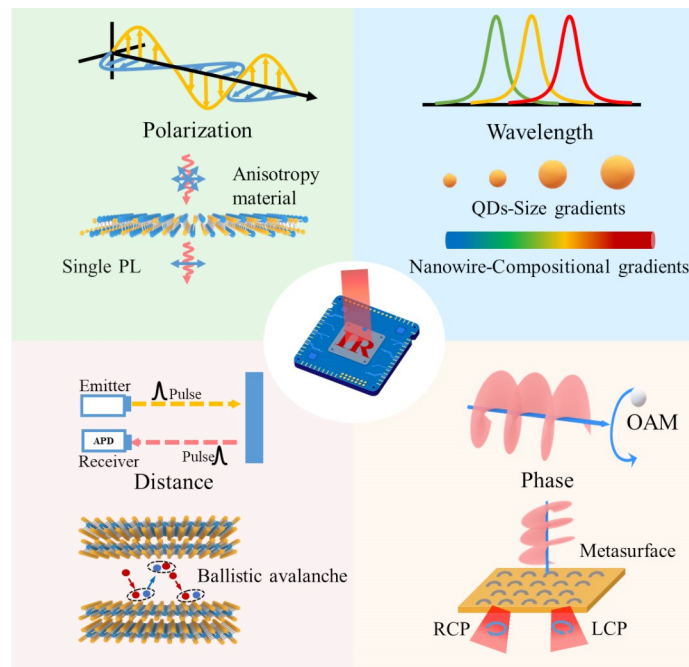 Polarization
Anisotropy
material
Single PL
Wavelength
QDs-Size gradients
Nanowire-Compositional gradients
IR
Emitter
Pulse
APD
Pulse
Receiver
Distance
Ballistic avalanche
OAM
Phase
Metasurface
RCP
LCP